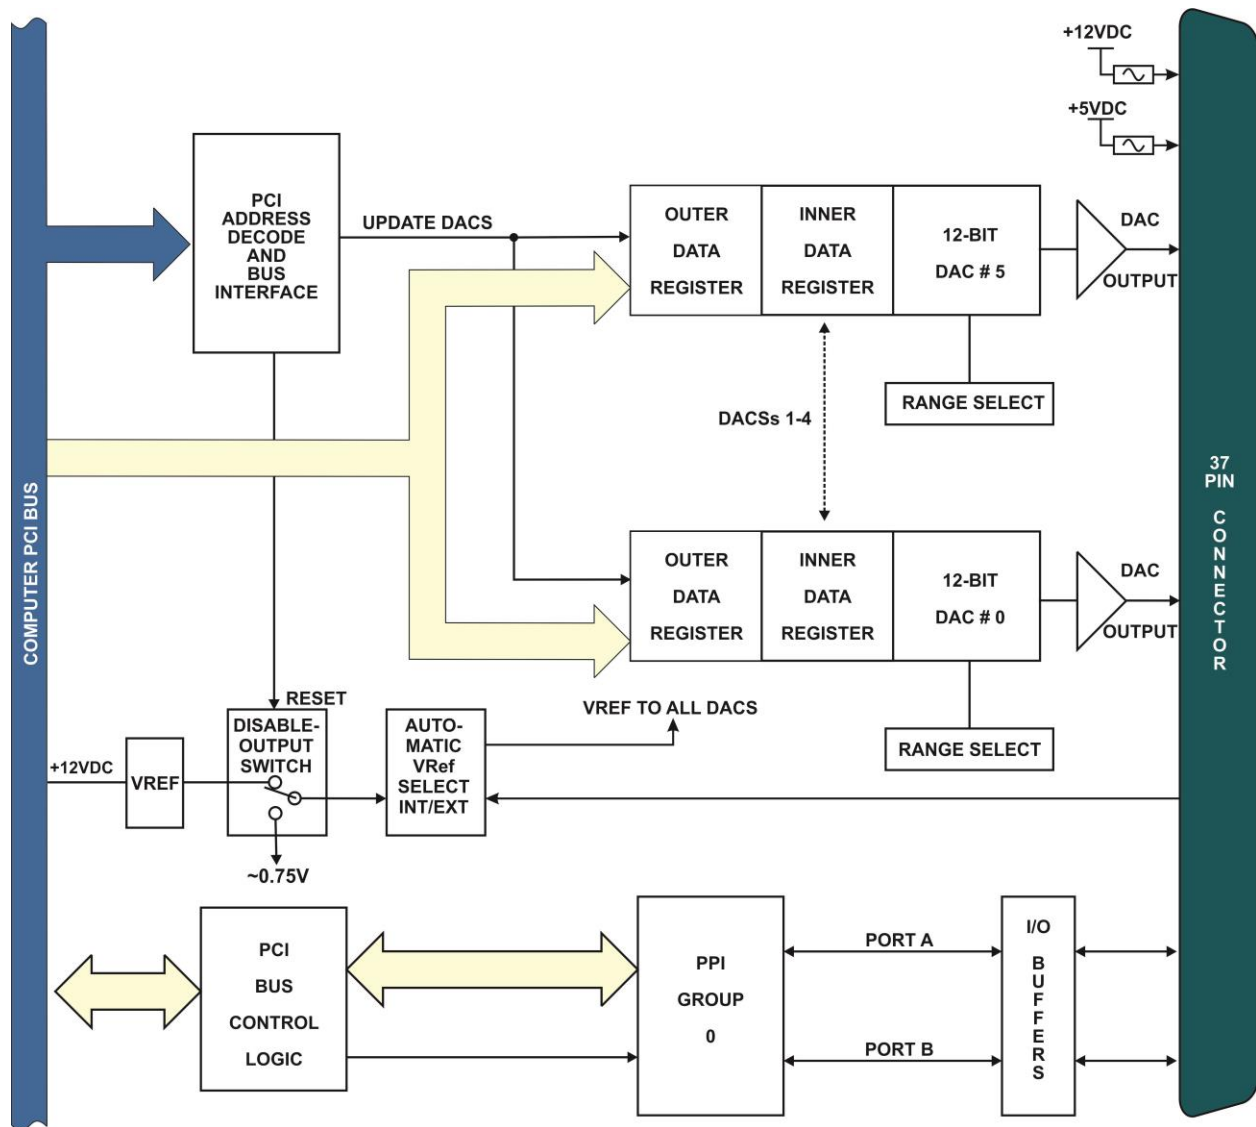 +12VDC
+5VDC
PCI
ADDRESS
DECODE
AND
BUS
INTERFACE
UPDATE DACS
OUTER
DATA
REGISTER
INNER
DATA
REGISTER
12-BIT
DAC # 5
DAC
OUTPUT
RANGE SELECT
DACSs 1-4
COMPUTER PCI BUS
37
PIN
CONNECTOR
OUTER
DATA
REGISTER
INNER
DATA
REGISTER
12-BIT
DAC # 0
DAC
OUTPUT
RANGE SELECT
RESET
VREF TO ALL DACS
+12VDC
VREF
DISABLE-
OUTPUT
SWITCH
AUTO-
MATIC
VRef
SELECT
INT/EXT
~0.75V
PCI
BUS
CONTROL
LOGIC
PPI
GROUP
0
PORT A
PORT B
I/O
BUFFERS